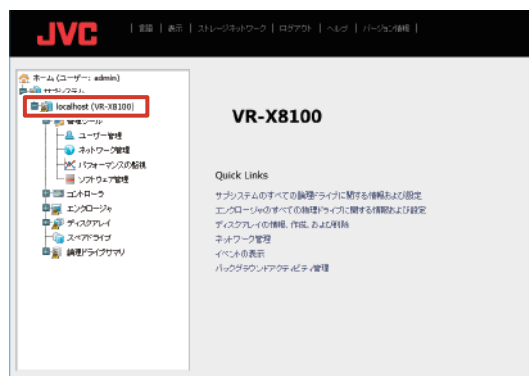 JVC
| 言語 | 表示 | ストレージネットワーク | ログアウト | ヘルプ | バージョン情報 |
ホーム (ユーザー: admin)
サブシステム
localhost (VR-X8100)
管理ツール
ユーザー管理
ネットワーク管理
パフォーマンスの監視
ソフトウェア管理
コントローラ
エンクロージャ
ディスクアレイ
スペアドライブ
論理ドライブサマリ
VR-X8100
Quick Links
サブシステムのすべての論理ドライブに関する情報および設定
エンクロージャのすべての物理ドライブに関する情報および設定
ディスクアレイの情報、作成、および削除
ネットワーク管理
イベントの表示
バックグラウンドアクティビティ管理